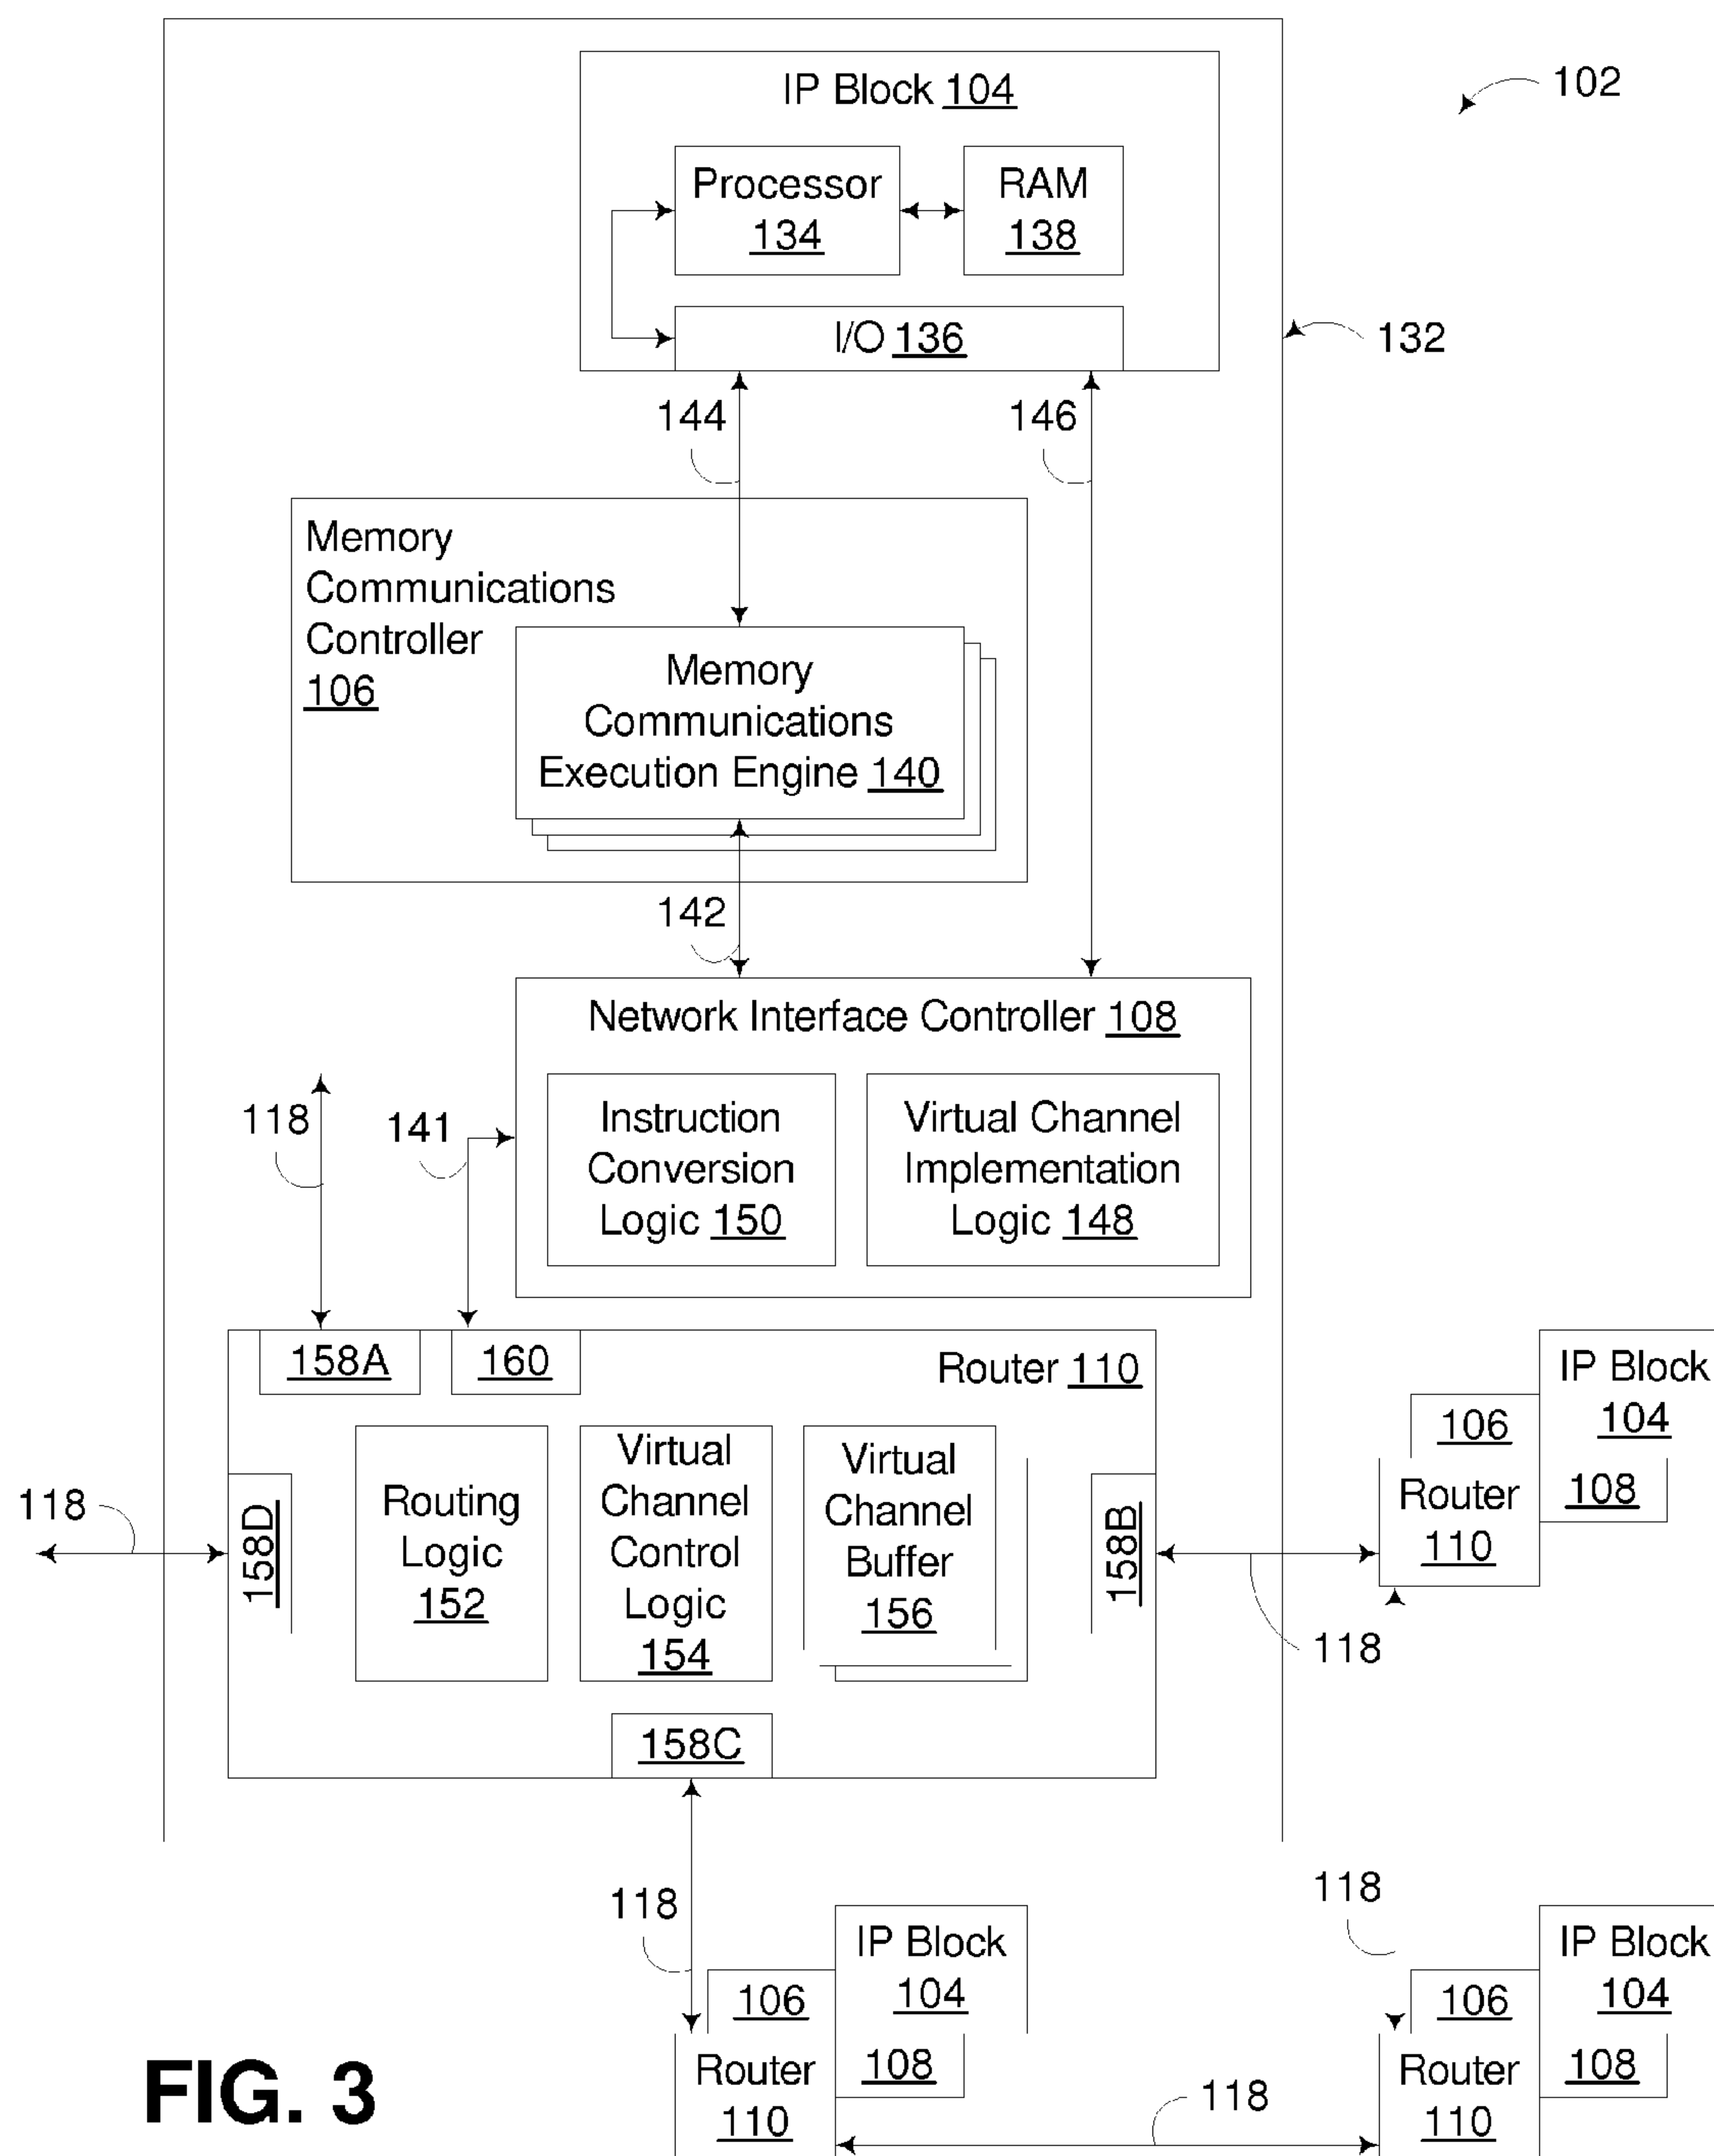 IP Block 104
102
Processor
134
RAM
138
I/O 136
132
144
146
Memory
Communications
Controller
106
Memory
Communications
Execution Engine 140
142
Network Interface Controller 108
118
141
Instruction
Conversion
Logic 150
Virtual Channel
Implementation
Logic 148
158A
160
Router 110
IP Block
104
106
108
Router
110
118
158D
Routing
Logic
152
Virtual
Channel
Control
Logic
154
Virtual
Channel
Buffer
156
158B
118
158C
118
118
IP Block
104
106
108
Router
110
IP Block
104
106
108
Router
110
118
FIG. 3